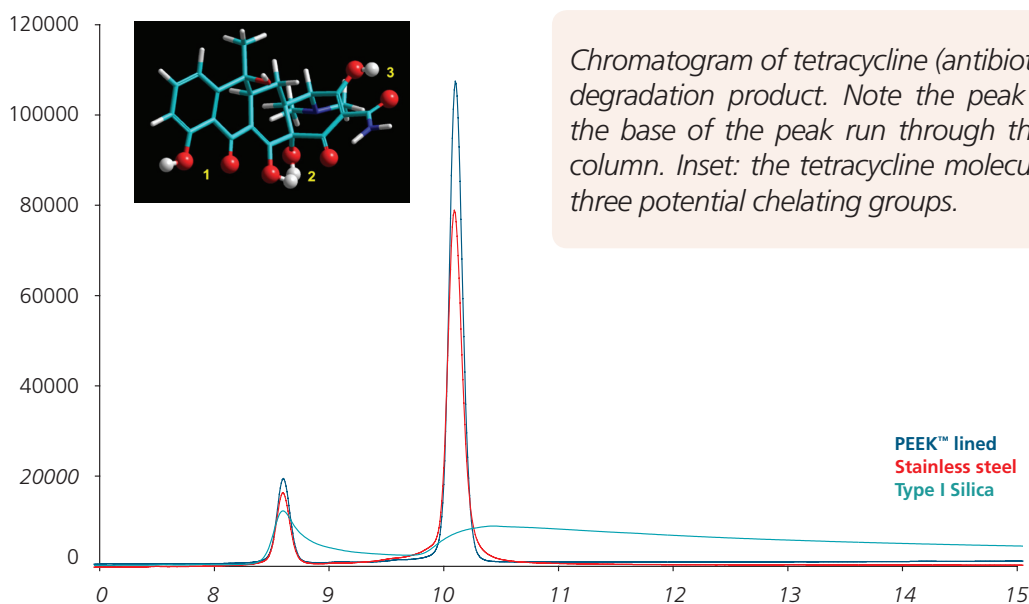 120000
100000
80000
60000
40000
20000
0
1
2
3
Chromatogram of tetracycline (antibiot
degradation product. Note the peak
the base of the peak run through th
column. Inset: the tetracycline molecu
three potential chelating groups.
PEEK™ lined
Stainless steel
Type I Silica
0 8 9 10 11 12 13 14 15